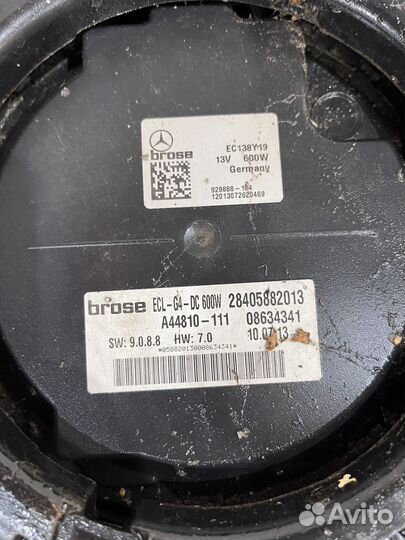 brose
EC138Y19
13V 600W
Germany
929888-104
12013072620469
brose ECL-G4-DC 600W 28405882013
A44810-111 08634341
SW: 9.0.8.8 HW: 7.0 10.07.13
*058820130008634341*
Avito